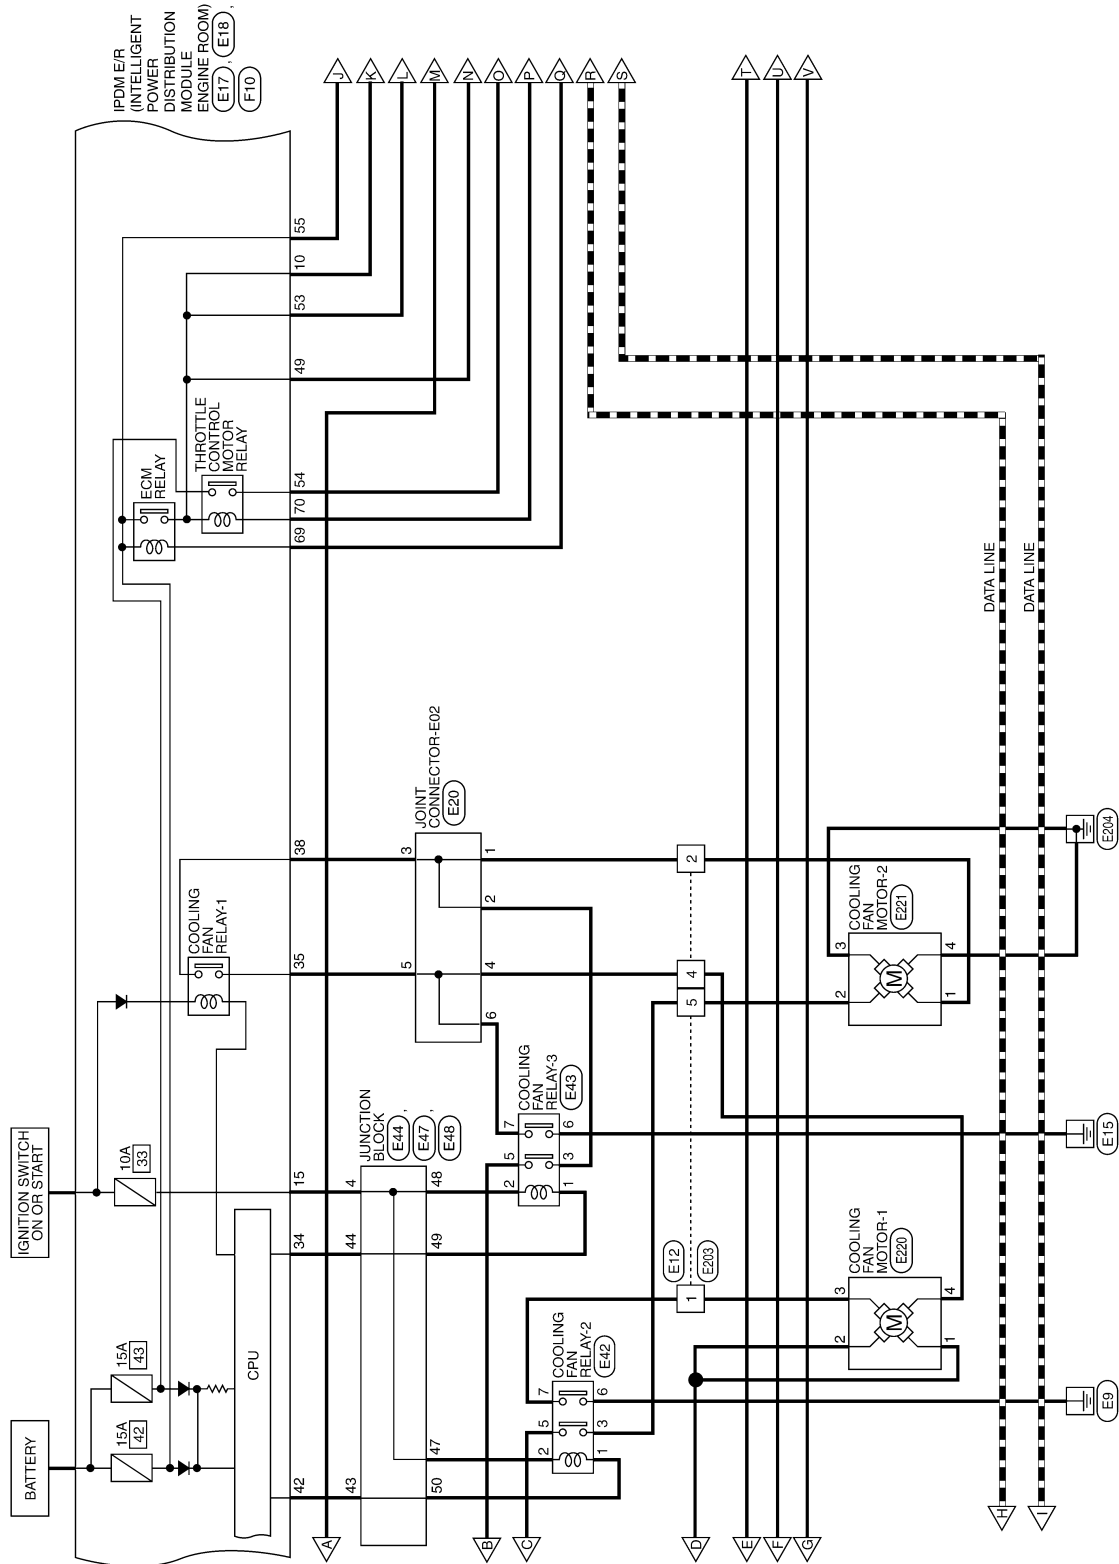 IPDM E/R
(INTELLIGENT
POWER
DISTRIBUTION
MODULE
ENGINE ROOM)
E17 , E18 ,
F10
BATTERY
IGNITION SWITCH
ON OR START
15A
42
15A
43
10A
33
CPU
COOLING
FAN
RELAY-1
ECM
RELAY
THROTTLE
CONTROL
MOTOR
RELAY
42
34
15
35
38
69
70
54
49
53
10
55
A
J
K
L
M
N
O
P
Q
R
S
T
U
V
JUNCTION
BLOCK
E44 ,
E47 ,
E48
43
44
4
50
47
49
48
JOINT
CONNECTOR-E02
E20
5
3
6
4
2
1
B
C
COOLING
FAN
RELAY-3
E43
2
5
7
1
3
6
COOLING
FAN
RELAY-2
E42
2
5
7
1
3
6
E12
E203
1
5
4
2
D
E
F
G
COOLING
FAN
MOTOR-1
E220
2
3
1
4
COOLING
FAN
MOTOR-2
E221
2
3
1
4
DATA LINE
DATA LINE
H
I
E9
E15
E204